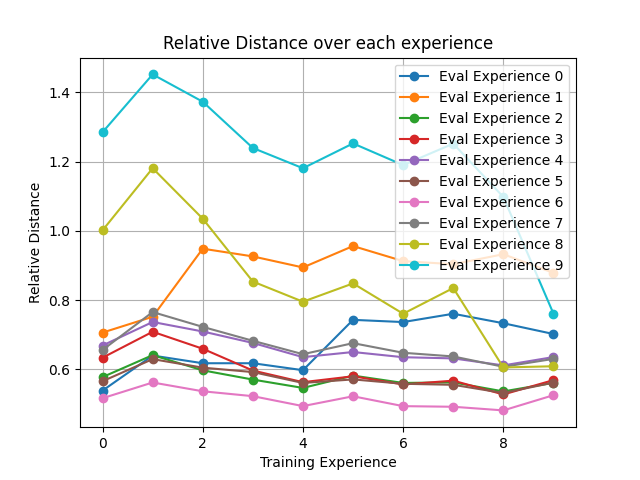 Relative Distance over each experience
Eval Experience 0
Eval Experience 1
Eval Experience 2
Eval Experience 3
Eval Experience 4
Eval Experience 5
Eval Experience 6
Eval Experience 7
Eval Experience 8
Eval Experience 9
Relative Distance
1.4
1.2
1.0
0.8
0.6
0 2 4 6 8
Training Experience